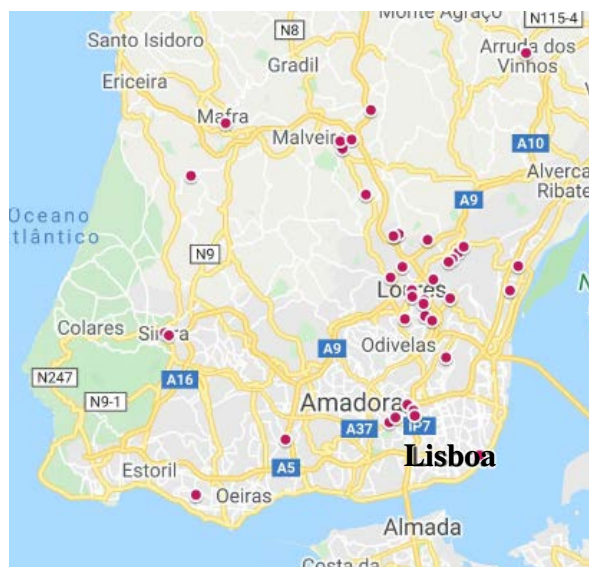 Monte Agraço
N115-4
Santo Isidoro
N8
Arruda dos
Vinhos
Gradil
Ericeira
Mafra
Malveira
A10
Alverca
Ribate
A9
Oceano
tlântico
N9
Loures
Colares
Sintra
A9
Odivelas
N247
A16
N9-1
Amadora
A37
IP7
Lisboa
Estoril
A5
Oeiras
Almada
Costa da